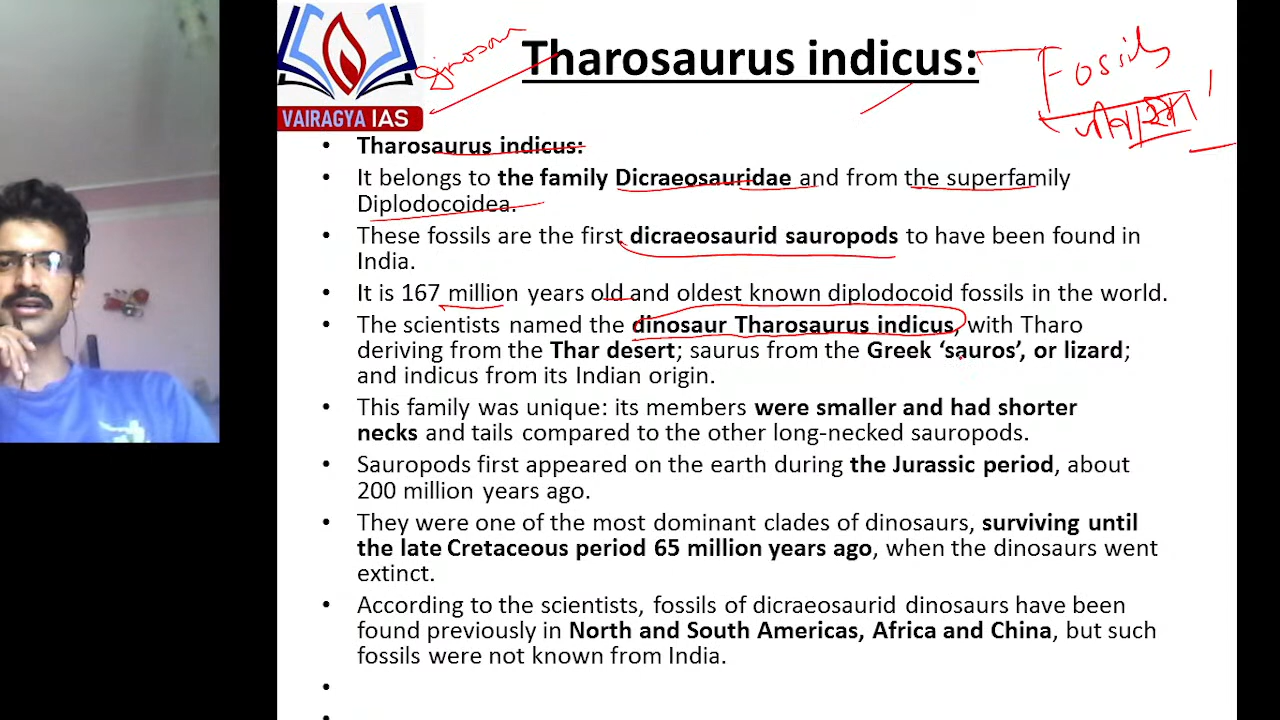 Tharosaurus indicus:
dinosaur
Fossils
जीवाश्म
VAIRAGYA IAS
• Tharosaurus indicus:
• It belongs to the family Dicraeosauridae and from the superfamily
Diplodocoidea.
• These fossils are the first dicraeosaurid sauropods to have been found in
India.
• It is 167 million years old and oldest known diplodocoid fossils in the world.
• The scientists named the dinosaur Tharosaurus indicus, with Tharo
deriving from the Thar desert; saurus from the Greek ‘sauros’, or lizard;
and indicus from its Indian origin.
• This family was unique: its members were smaller and had shorter
necks and tails compared to the other long-necked sauropods.
• Sauropods first appeared on the earth during the Jurassic period, about
200 million years ago.
• They were one of the most dominant clades of dinosaurs, surviving until
the late Cretaceous period 65 million years ago, when the dinosaurs went
extinct.
• According to the scientists, fossils of dicraeosaurid dinosaurs have been
found previously in North and South Americas, Africa and China, but such
fossils were not known from India.
•
•